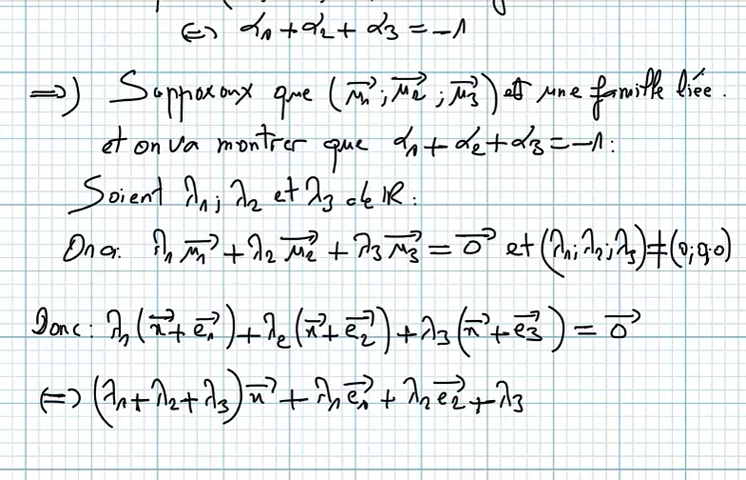 ⇔ α₁ + α₂ + α₃ = −1
⇒) Supposons que (u₁⃗ ; u₂⃗ ; u₃⃗) est une famille liée.
et on va montrer que α₁ + α₂ + α₃ = −1 :
Soient λ₁ ; λ₂ et λ₃ de ℝ :
On a : λ₁ u₁⃗ + λ₂ u₂⃗ + λ₃ u₃⃗ = 0⃗ et (λ₁ ; λ₂ ; λ₃) ≠ (0 ; 0 ; 0)
Donc : λ₁(x⃗ + e₁⃗) + λ₂(x⃗ + e₂⃗) + λ₃(x⃗ + e₃⃗) = 0⃗
⇔ (λ₁ + λ₂ + λ₃) x⃗ + λ₁ e₁⃗ + λ₂ e₂⃗ + λ₃